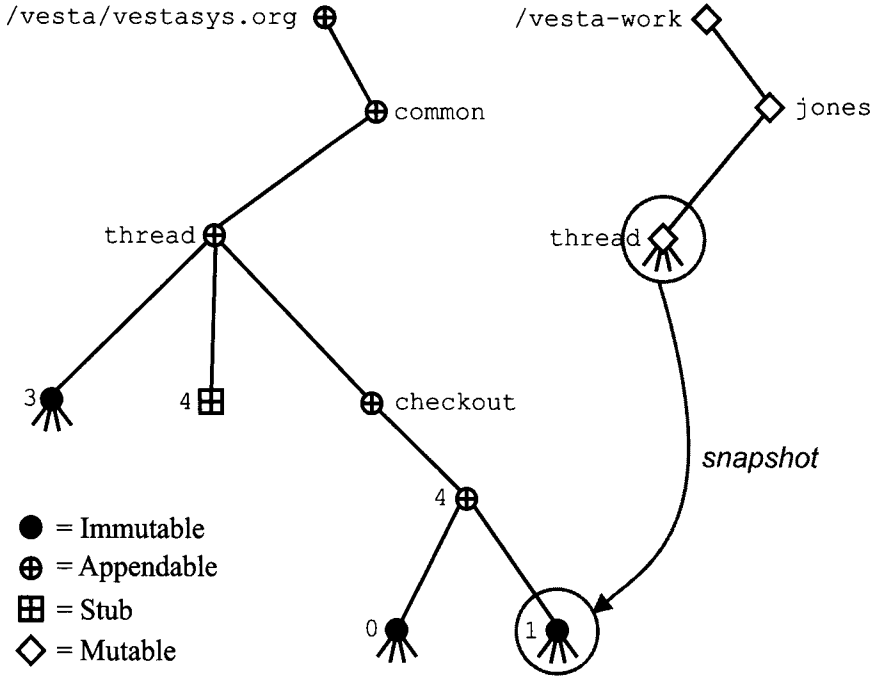 /vesta/vestasys.org
/vesta-work
common
jones
thread
thread
3
4
checkout
snapshot
4
= Immutable
= Appendable
0
1
= Stub
= Mutable